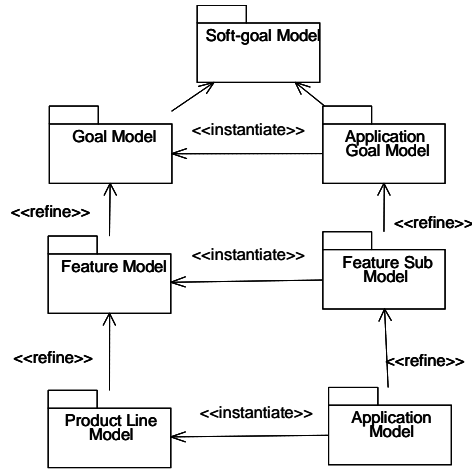 Soft-goal Model
Goal Model
<<instantiate>>
Application
Goal Model
<<refine>>
<<refine>>
Feature Model
<<instantiate>>
Feature Sub
Model
<<refine>>
<<refine>>
Product Line
Model
<<instantiate>>
Application
Model